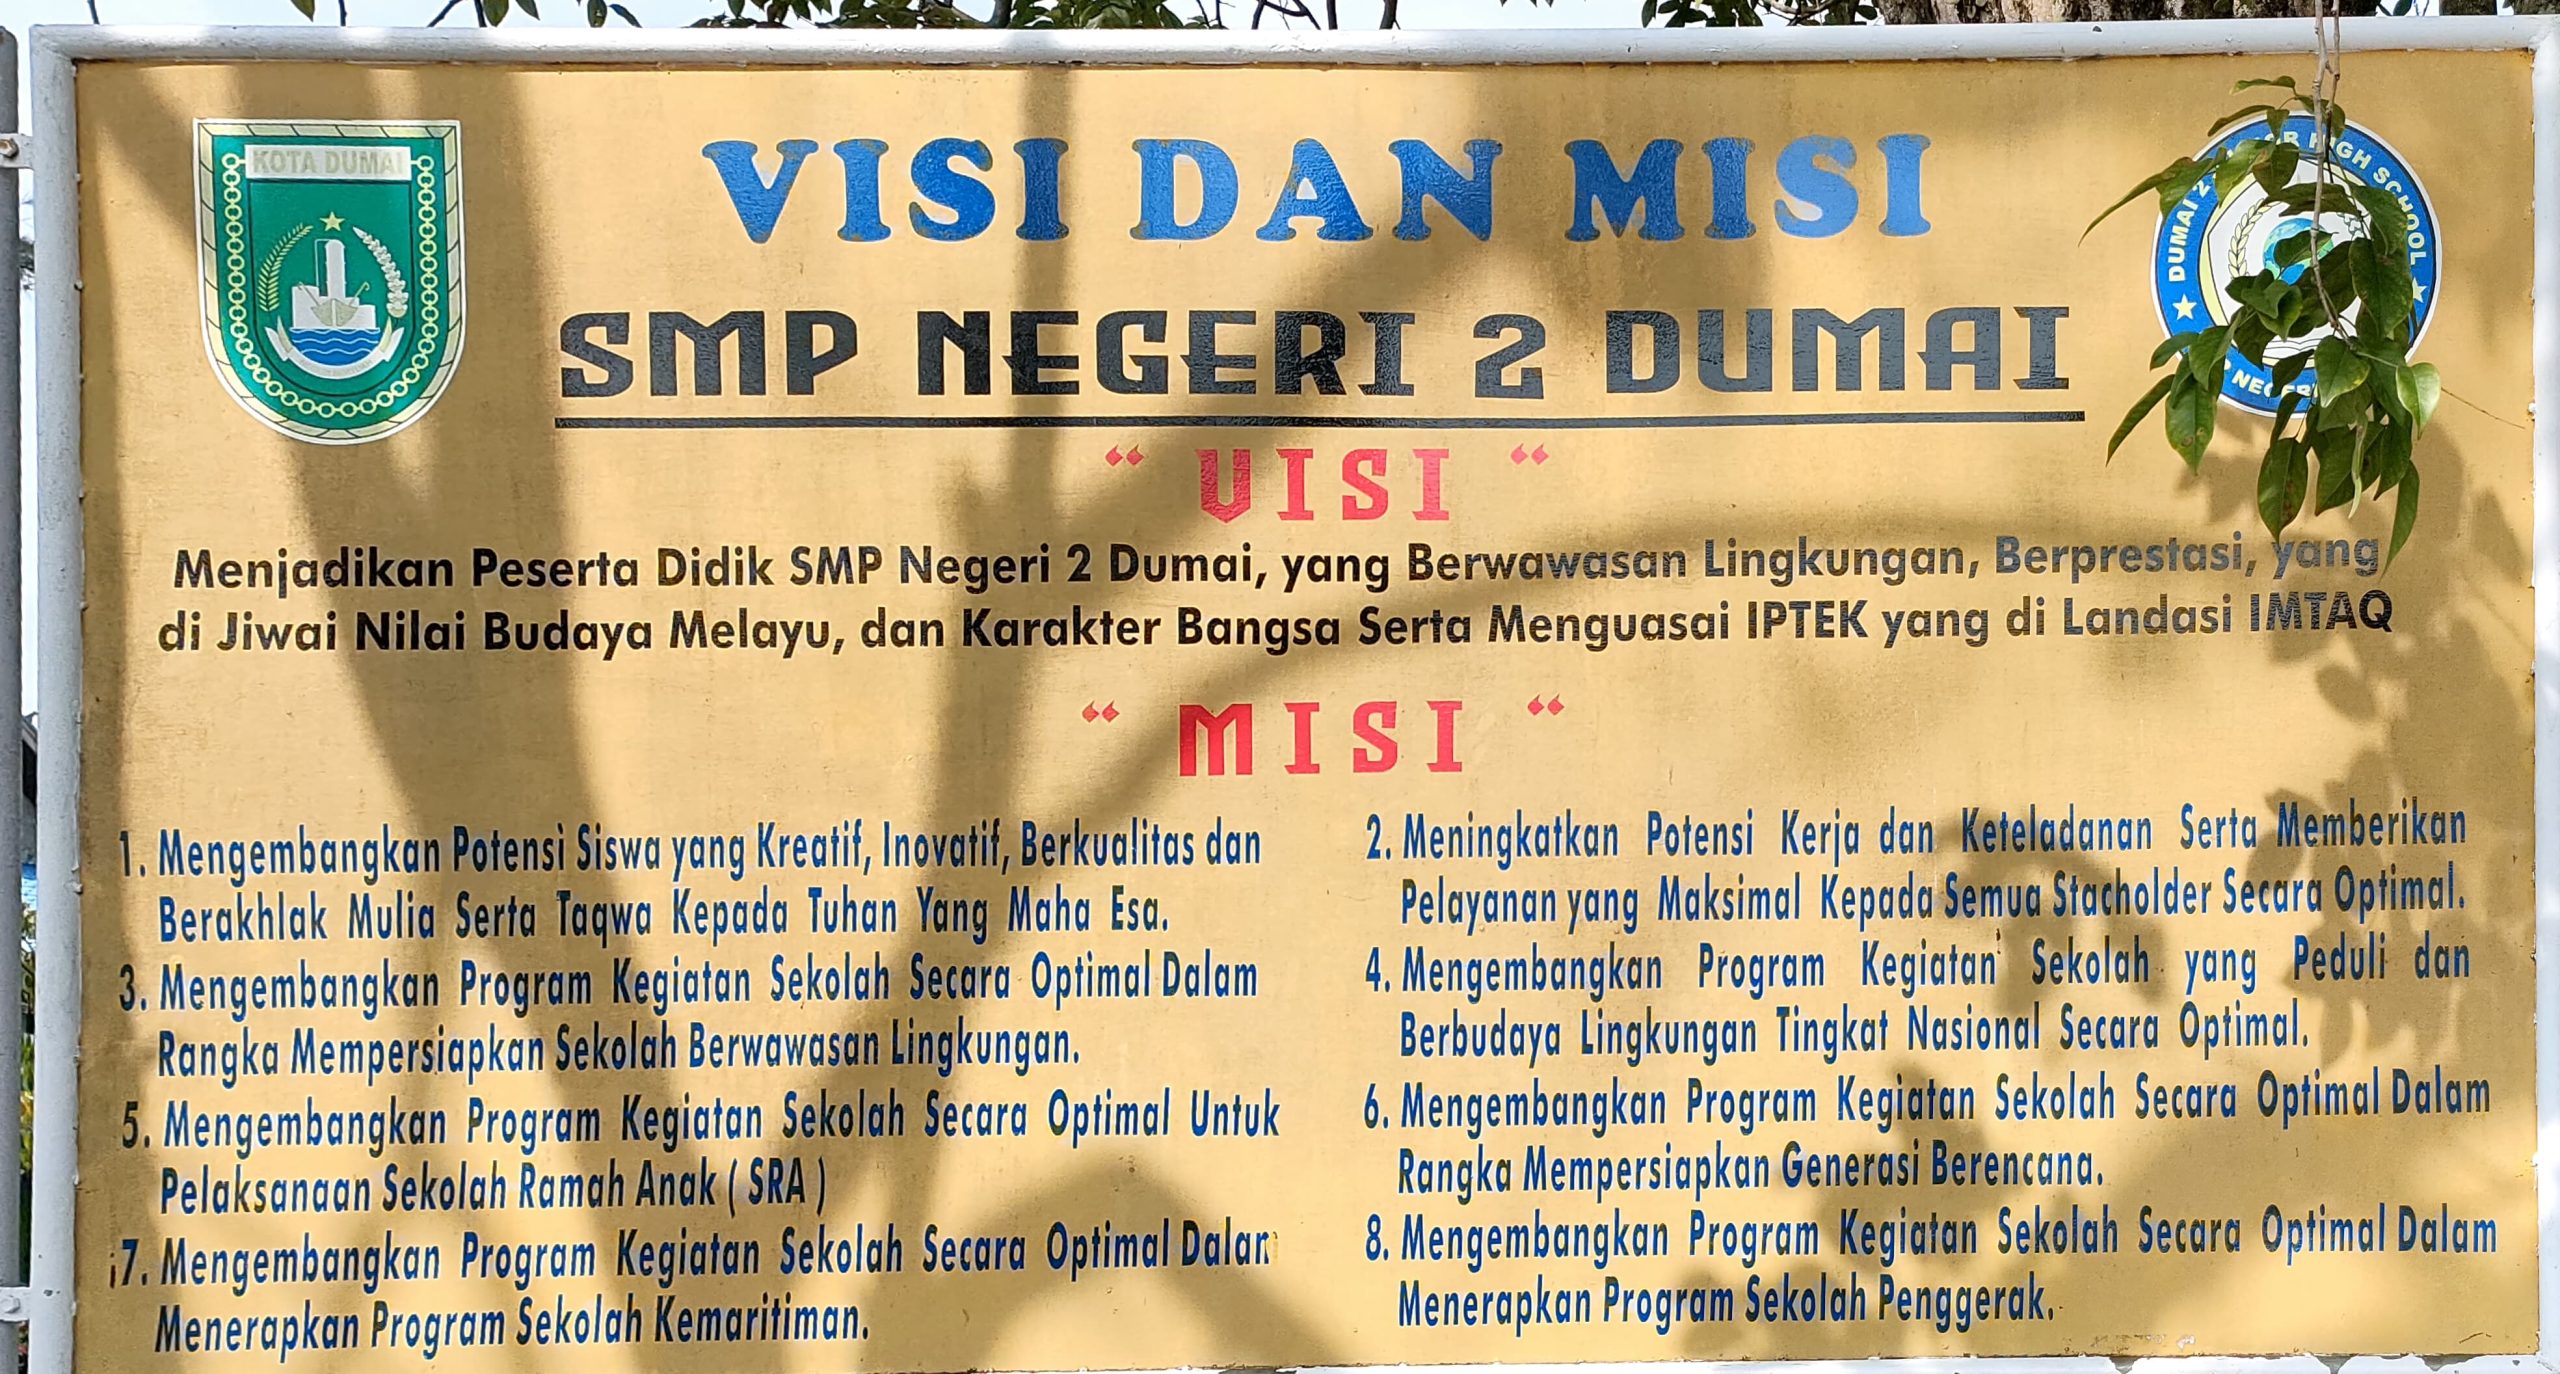 KOTA DUMAI
VISI DAN MISI
SMP NEGERI 2 DUMAI
DUMAI 2 HIGH SCHOOL
" VISI "
Menjadikan Peserta Didik SMP Negeri 2 Dumai, yang Berwawasan Lingkungan, Berprestasi, yang
di Jiwai Nilai Budaya Melayu, dan Karakter Bangsa Serta Menguasai IPTEK yang di Landasi IMTAQ
" MISI "
1. Mengembangkan Potensi Siswa yang Kreatif, Inovatif, Berkualitas dan
Berakhlak Mulia Serta Taqwa Kepada Tuhan Yang Maha Esa.
2. Meningkatkan Potensi Kerja dan Keteladanan Serta Memberikan
Pelayanan yang Maksimal Kepada Semua Stacholder Secara Optimal.
3. Mengembangkan Program Kegiatan Sekolah Secara Optimal Dalam
Rangka Mempersiapkan Sekolah Berwawasan Lingkungan.
4. Mengembangkan Program Kegiatan Sekolah yang Peduli dan
Berbudaya Lingkungan Tingkat Nasional Secara Optimal.
5. Mengembangkan Program Kegiatan Sekolah Secara Optimal Untuk
Pelaksanaan Sekolah Ramah Anak ( SRA )
6. Mengembangkan Program Kegiatan Sekolah Secara Optimal Dalam
Rangka Mempersiapkan Generasi Berencana.
7. Mengembangkan Program Kegiatan Sekolah Secara Optimal Dalam
Menerapkan Program Sekolah Kemaritiman.
8. Mengembangkan Program Kegiatan Sekolah Secara Optimal Dalam
Menerapkan Program Sekolah Penggerak.